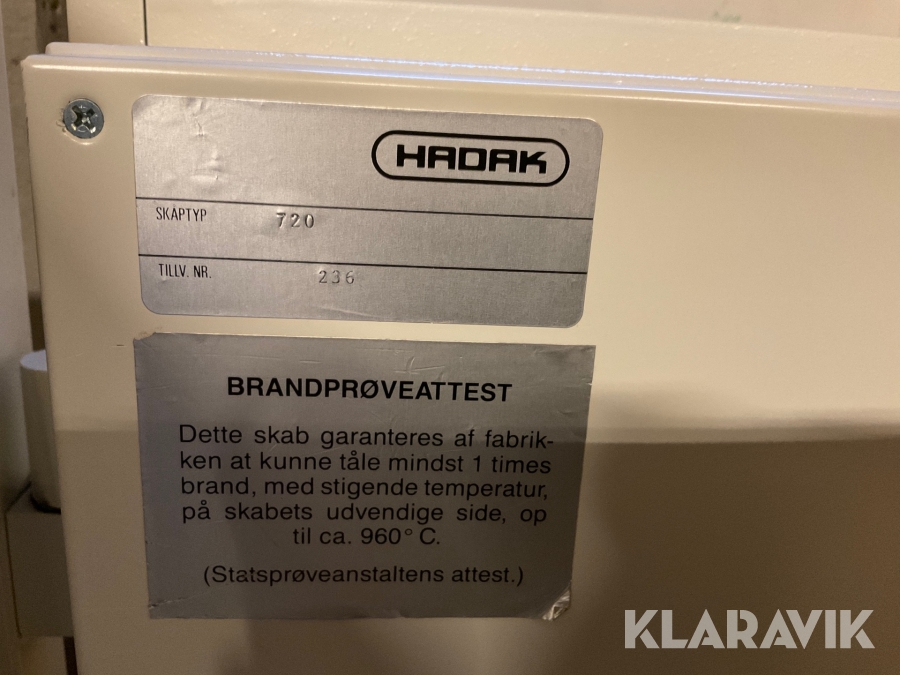 HADAK
SKÅPTYP 720
TILLV. NR. 236
BRANDPRØVEATTEST
Dette skab garanteres af fabrik-
ken at kunne tåle mindst 1 times
brand, med stigende temperatur,
på skabets udvendige side, op
til ca. 960° C.
(Statsprøveanstaltens attest.)
KLARAVIK